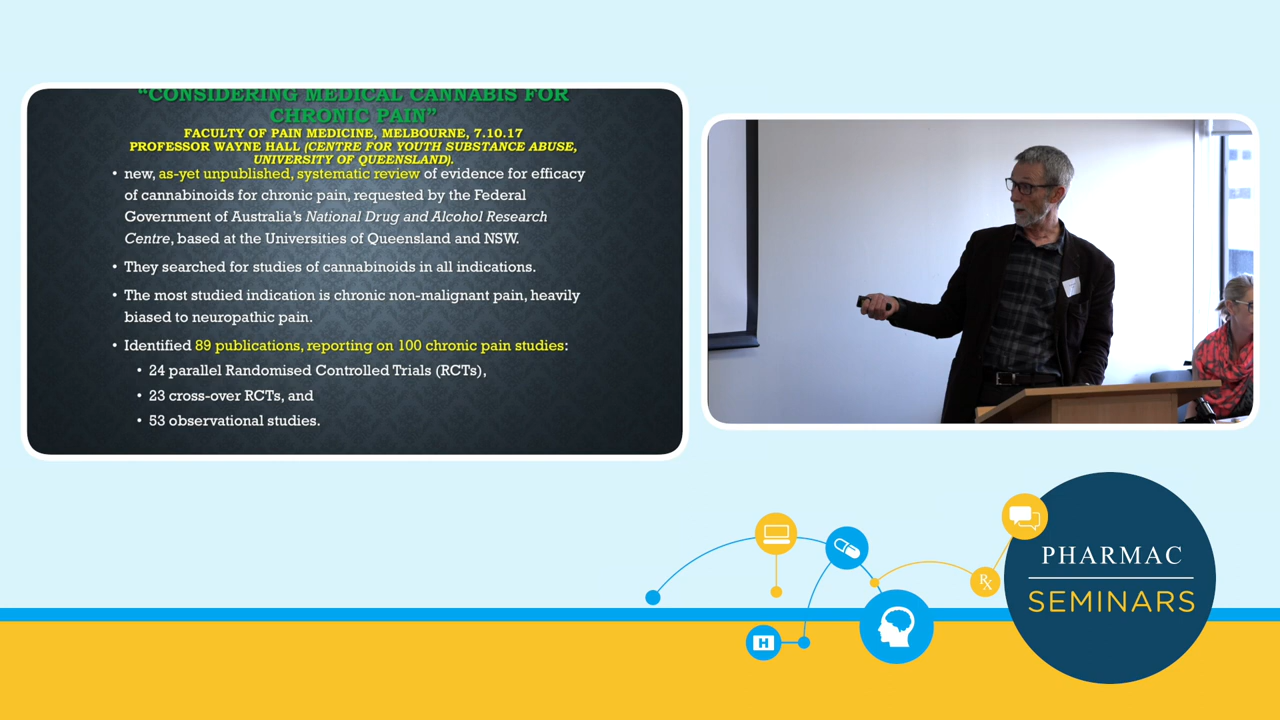 “CONSIDERING MEDICAL CANNABIS FOR
CHRONIC PAIN”
FACULTY OF PAIN MEDICINE, MELBOURNE, 7.10.17
PROFESSOR WAYNE HALL (CENTRE FOR YOUTH SUBSTANCE ABUSE,
UNIVERSITY OF QUEENSLAND).
• new, as-yet unpublished, systematic review of evidence for efficacy
of cannabinoids for chronic pain, requested by the Federal
Government of Australia’s National Drug and Alcohol Research
Centre, based at the Universities of Queensland and NSW.
• They searched for studies of cannabinoids in all indications.
• The most studied indication is chronic non-malignant pain, heavily
biased to neuropathic pain.
• Identified 89 publications, reporting on 100 chronic pain studies:
• 24 parallel Randomised Controlled Trials (RCTs),
• 23 cross-over RCTs, and
• 53 observational studies.
PHARMAC
SEMINARS
Rx
H